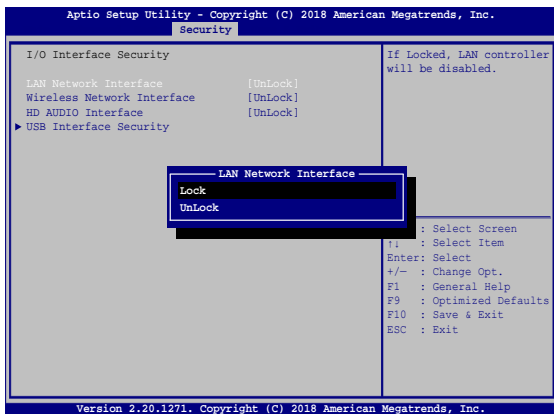 Aptio Setup Utility - Copyright (C) 2018 American Megatrends, Inc.
Security
I/O Interface Security
LAN Network Interface [UnLock]
Wireless Network Interface [UnLock]
HD AUDIO Interface [UnLock]
▶ USB Interface Security
If Locked, LAN controller
will be disabled.
LAN Network Interface
Lock
UnLock
: Select Screen
↑↓ : Select Item
Enter: Select
+/— : Change Opt.
F1 : General Help
F9 : Optimized Defaults
F10 : Save & Exit
ESC : Exit
Version 2.20.1271. Copyright (C) 2018 American Megatrends, Inc.